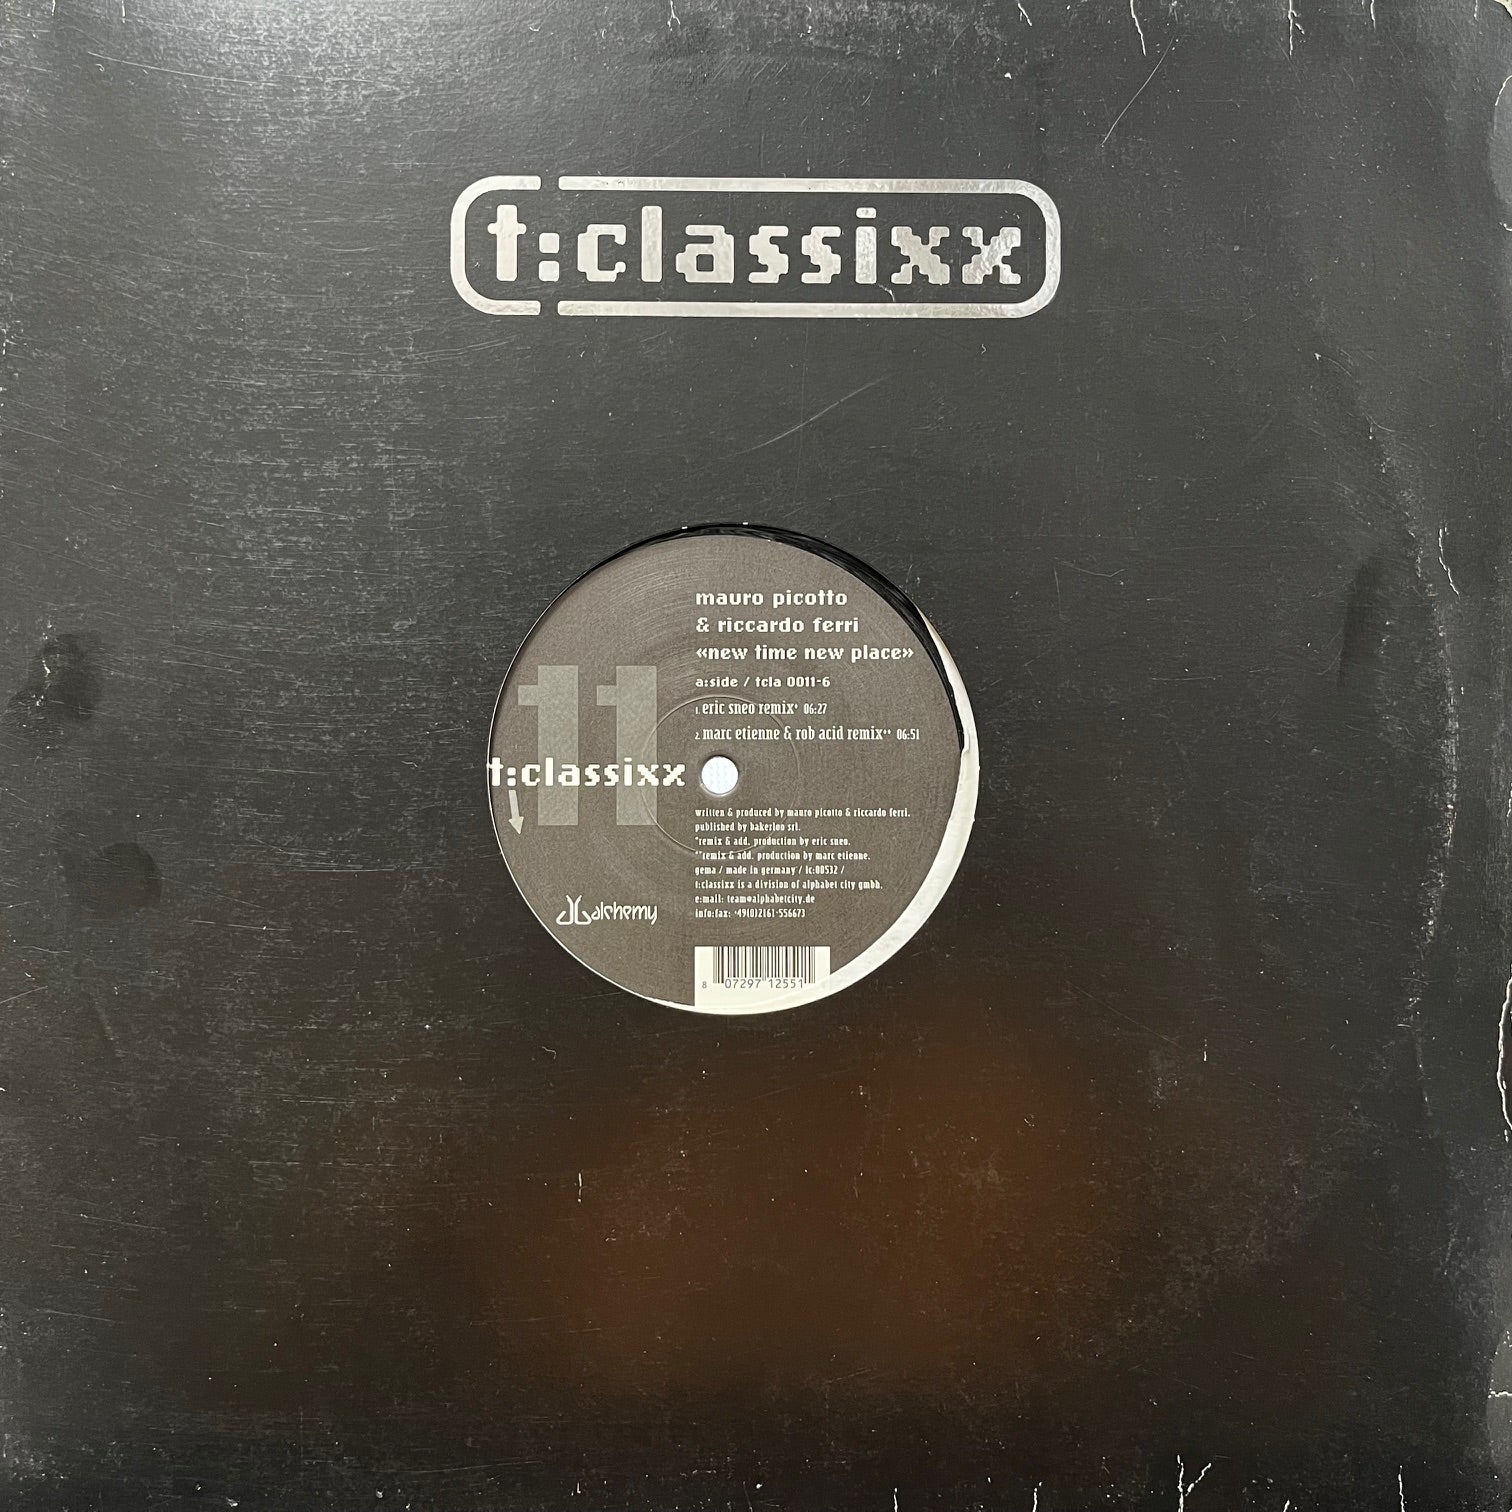 t:classixx
mauro picotto
& riccardo ferri
«new time new place»
a:side / tcla 0011-6
1. eric sneo remix* 06:27
2. marc etienne & rob acid remix** 06:51
11
t:classixx
written & produced by mauro picotto & riccardo ferri.
published by bakerloo srl.
*remix & add. production by eric sneo.
**remix & add. production by marc etienne.
gema / made in germany / lc:00532 /
t:classixx is a division of alphabet city gmbh.
e:mail: team@alphabetcity.de
info:fax: +49(0)2161-556673
alchemy
8 07297 12551